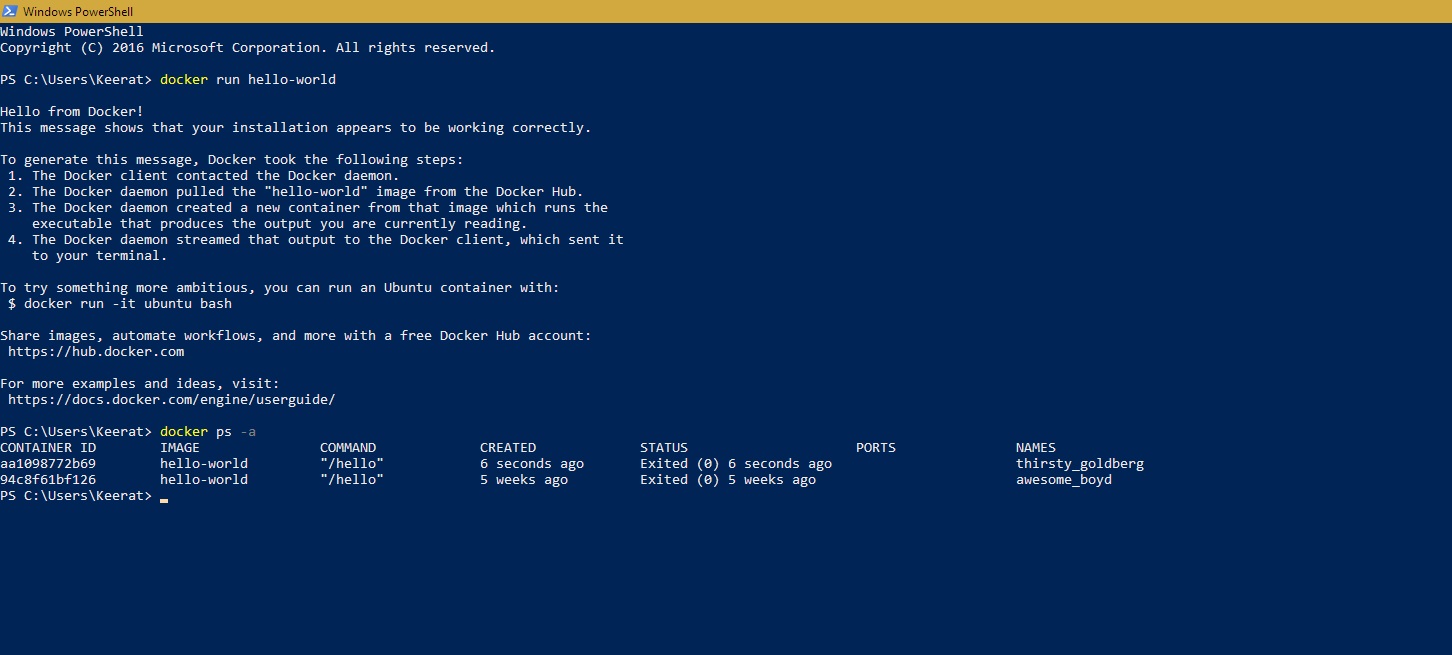 Windows PowerShell
Windows PowerShell
Copyright (C) 2016 Microsoft Corporation. All rights reserved.
PS C:\Users\Keerat> docker run hello-world
Hello from Docker!
This message shows that your installation appears to be working correctly.
To generate this message, Docker took the following steps:
1. The Docker client contacted the Docker daemon.
2. The Docker daemon pulled the "hello-world" image from the Docker Hub.
3. The Docker daemon created a new container from that image which runs the
executable that produces the output you are currently reading.
4. The Docker daemon streamed that output to the Docker client, which sent it
to your terminal.
To try something more ambitious, you can run an Ubuntu container with:
$ docker run -it ubuntu bash
Share images, automate workflows, and more with a free Docker Hub account:
https://hub.docker.com
For more examples and ideas, visit:
https://docs.docker.com/engine/userguide/
PS C:\Users\Keerat> docker ps -a
CONTAINER ID IMAGE COMMAND CREATED STATUS PORTS NAMES
aa1098772b69 hello-world "/hello" 6 seconds ago Exited (0) 6 seconds ago thirsty_goldberg
94c8f61bf126 hello-world "/hello" 5 weeks ago Exited (0) 5 weeks ago awesome_boyd
PS C:\Users\Keerat>